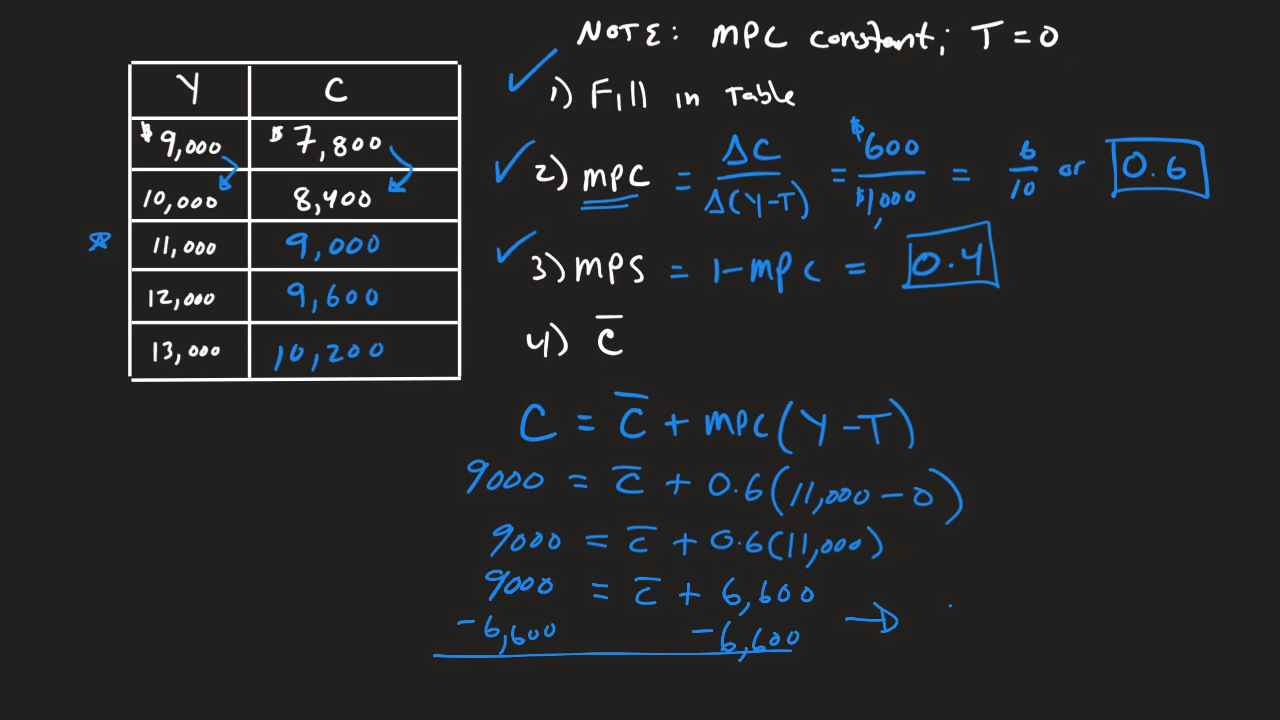 NOTE: MPC constant; T = 0
Y C
$9,000 $7,800
10,000 8,400
11,000 9,000
12,000 9,600
13,000 10,200
1) Fill in Table
2) MPC = ΔC / Δ(Y-T) = $600 / $1,000 = 6/10 or 0.6
3) MPS = 1 - MPC = 0.4
4) C̅
C = C̅ + MPC(Y - T)
9000 = C̅ + 0.6(11,000 - 0)
9000 = C̅ + 0.6(11,000)
9000 = C̅ + 6,600
-6,600 -6,600 →